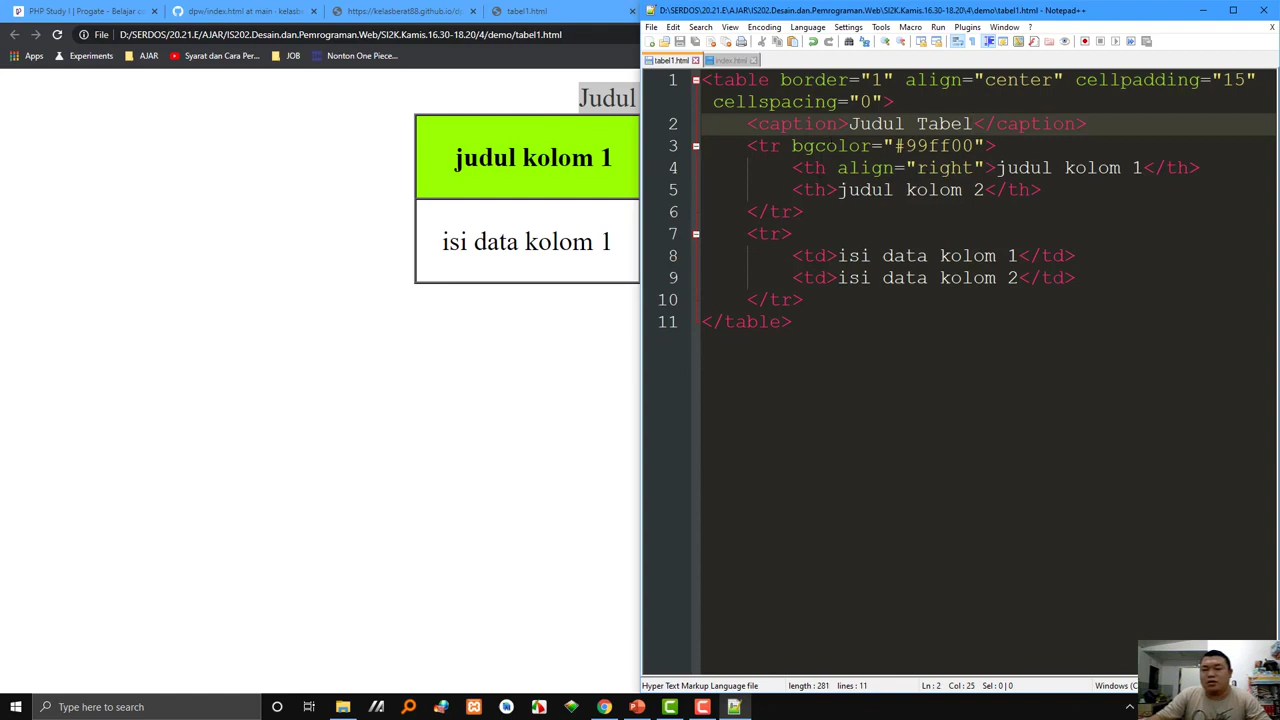 PHP Study | | Progate - Belajar c
dpw/index.html at main · kelasb
https://kelasberat88.github.io/dp
tabel1.html
File | D:/SERDOS/20.21.E/AJAR/IS202.Desain.dan.Pemrograman.Web/SI2K.Kamis.16.30-18.20/4/demo/tabel1.html
Apps Experiments AJAR Syarat dan Cara Per... JOB Nonton One Piece...
Judul
judul kolom 1
isi data kolom 1
D:\SERDOS\20.21.E\AJAR\IS202.Desain.dan.Pemrograman.Web\SI2K.Kamis.16.30-18.20\4\demo\tabel1.html - Notepad++
File Edit Search View Encoding Language Settings Tools Macro Run Plugins Window ? X
tabel1.html index.html
1 <table border="1" align="center" cellpadding="15"
cellspacing="0">
2 <caption>Judul Tabel</caption>
3 <tr bgcolor="#99ff00">
4 <th align="right">judul kolom 1</th>
5 <th>judul kolom 2</th>
6 </tr>
7 <tr>
8 <td>isi data kolom 1</td>
9 <td>isi data kolom 2</td>
10 </tr>
11 </table>
Hyper Text Markup Language file length : 281 lines : 11 Ln : 2 Col : 25 Sel : 0 | 0 Windows (C
Type here to search